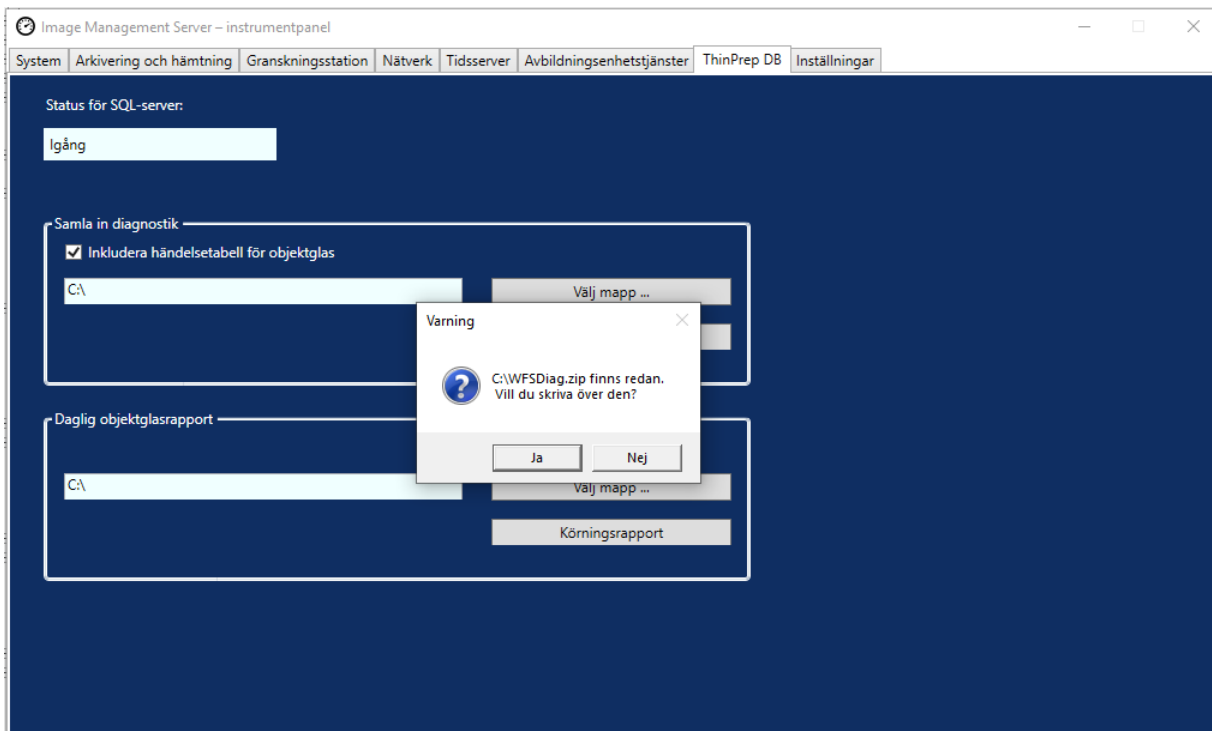 Image Management Server – instrumentpanel
System Arkivering och hämtning Granskningsstation Nätverk Tidsserver Avbildningsenhetstjänster ThinPrep DB Inställningar
Status för SQL-server:
Igång
Samla in diagnostik
Inkludera händelsetabell för objektglas
C:\ Välj mapp ...
Varning
C:\WFSDiag.zip finns redan.
Vill du skriva över den?
Ja Nej
Daglig objektglasrapport
C:\ Välj mapp ...
Körningsrapport